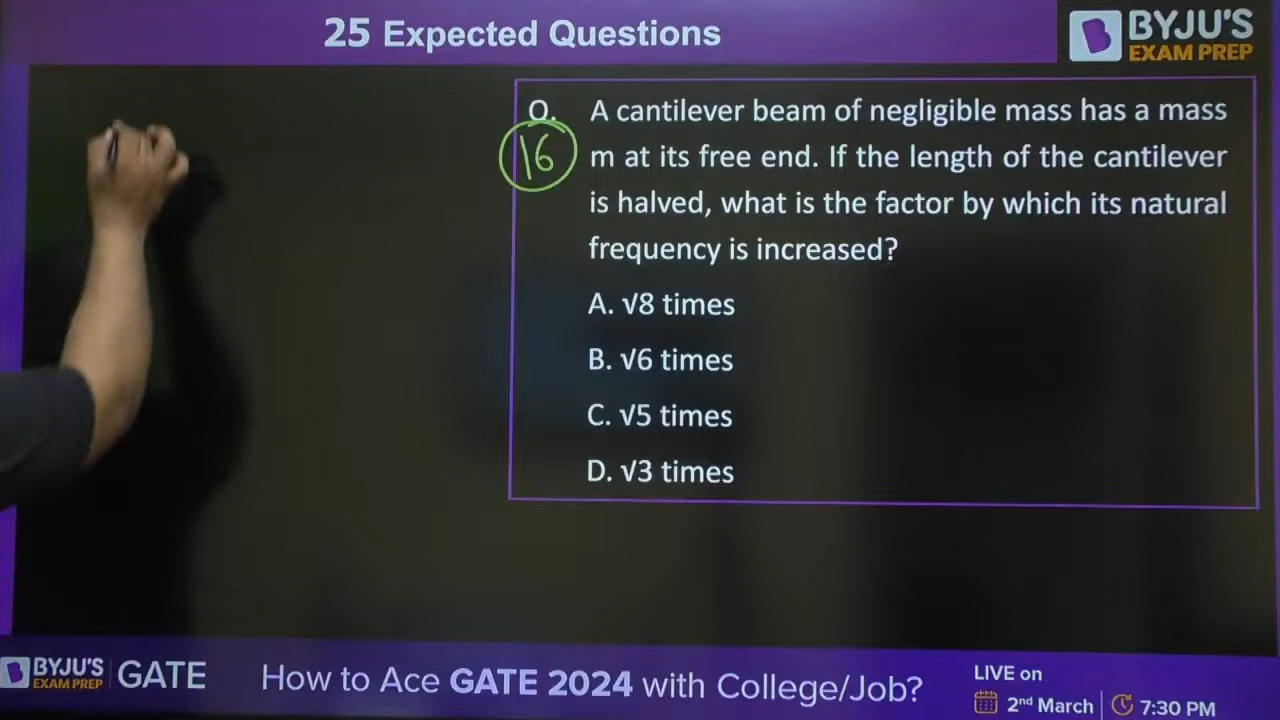 25 Expected Questions
BYJU'S
EXAM PREP
Q. A cantilever beam of negligible mass has a mass
16 m at its free end. If the length of the cantilever
is halved, what is the factor by which its natural
frequency is increased?
A. √8 times
B. √6 times
C. √5 times
D. √3 times
BYJU'S
EXAM PREP
GATE
How to Ace GATE 2024 with College/Job?
LIVE on
2nd March
7:30 PM